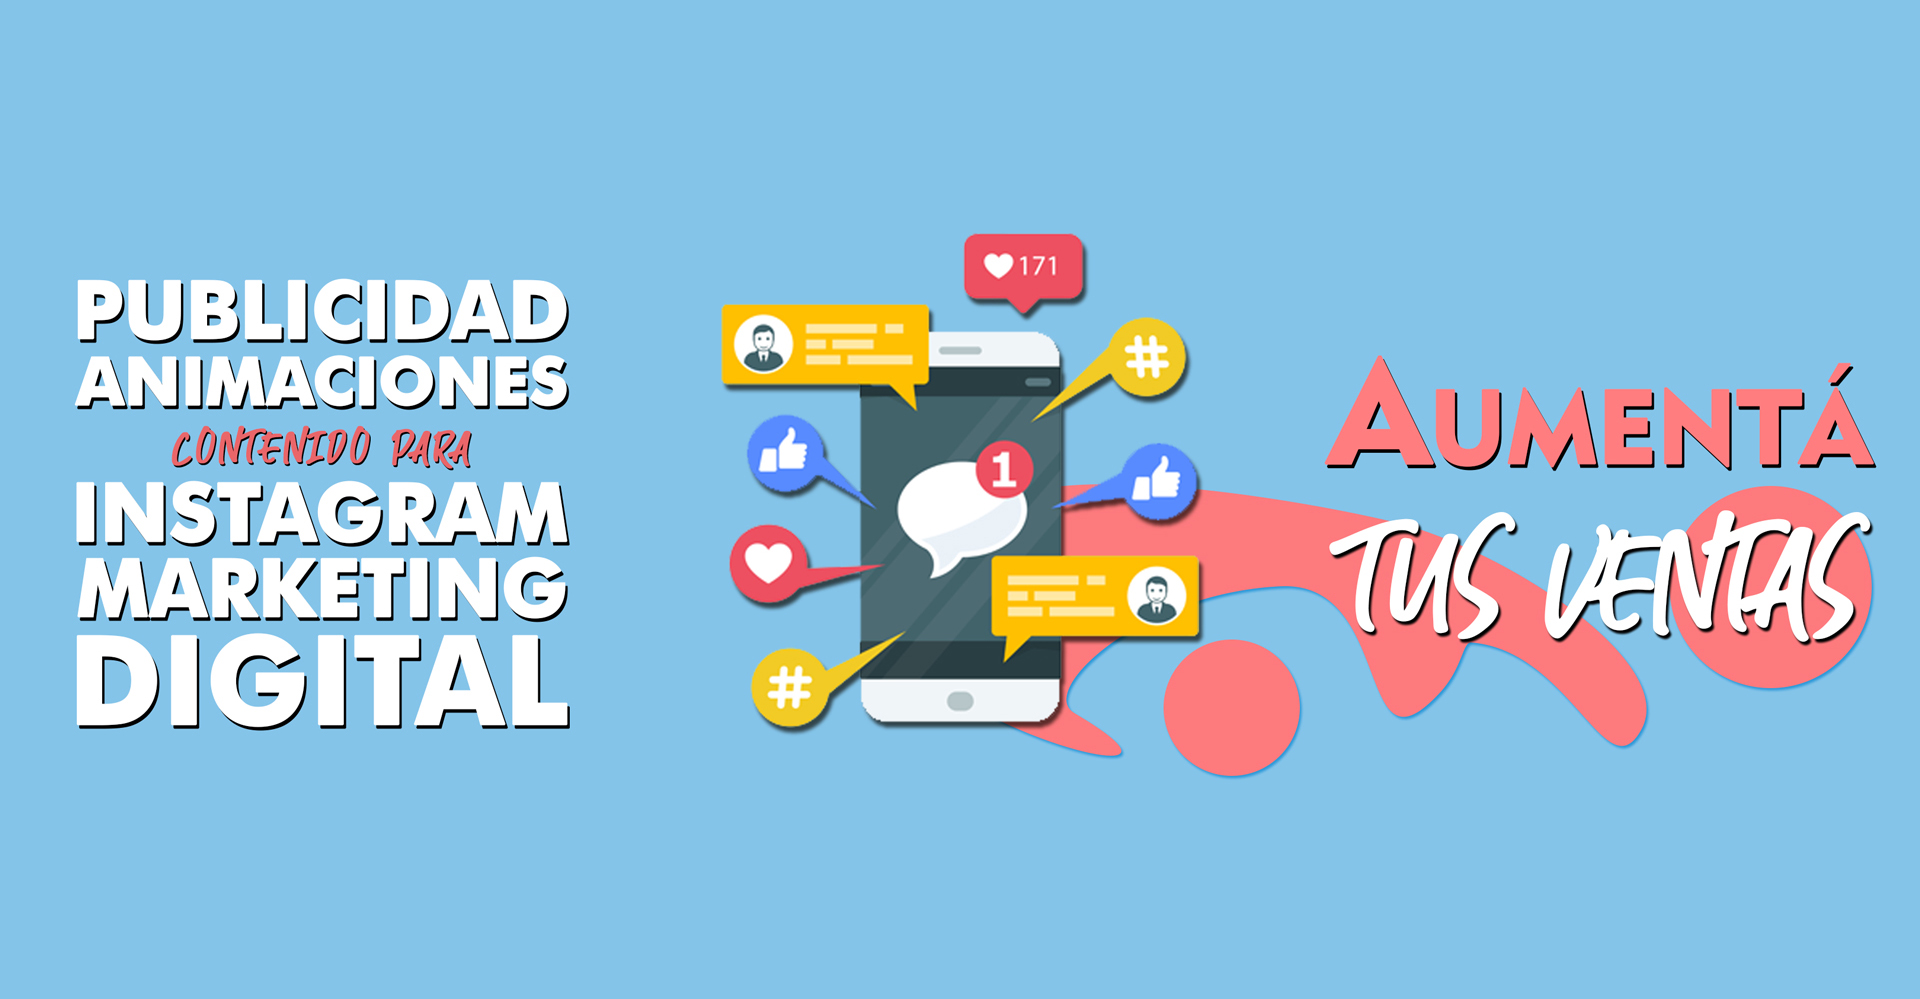 PUBLICIDAD
ANIMACIONES
CONTENIDO PARA
INSTAGRAM
MARKETING
DIGITAL
171
#
#
1
#
AUMENTÁ
TUS VENTAS